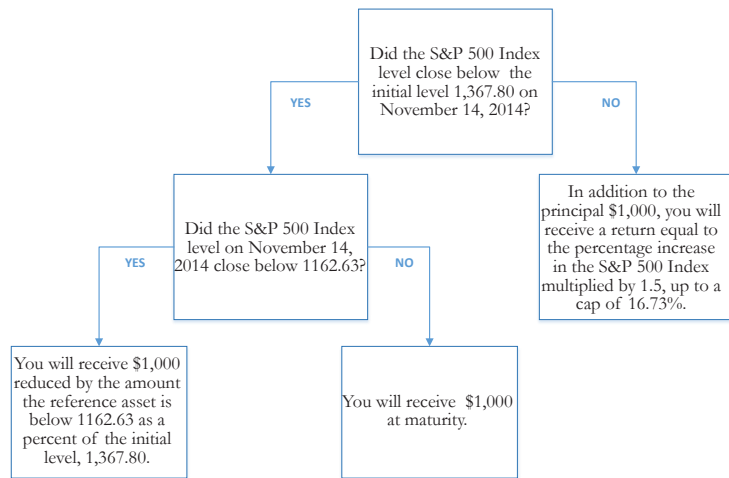 Did the S&P 500 Index
level close below the
initial level 1,367.80 on
November 14, 2014?
YES
NO
Did the S&P 500 Index
level on November 14,
2014 close below 1162.63?
In addition to the
principal $1,000, you will
receive a return equal to
the percentage increase
in the S&P 500 Index
multiplied by 1.5, up to a
cap of 16.73%.
YES
NO
You will receive $1,000
reduced by the amount
the reference asset is
below 1162.63 as a
percent of the initial
level, 1,367.80.
You will receive $1,000
at maturity.